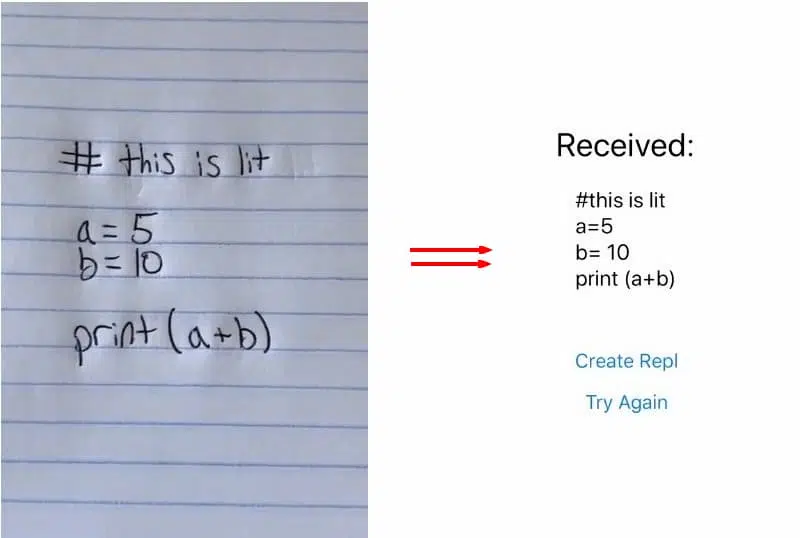 # this is lit
a = 5
b = 10
print (a+b)
Received:
#this is lit
a=5
b= 10
print (a+b)
Create Repl
Try Again